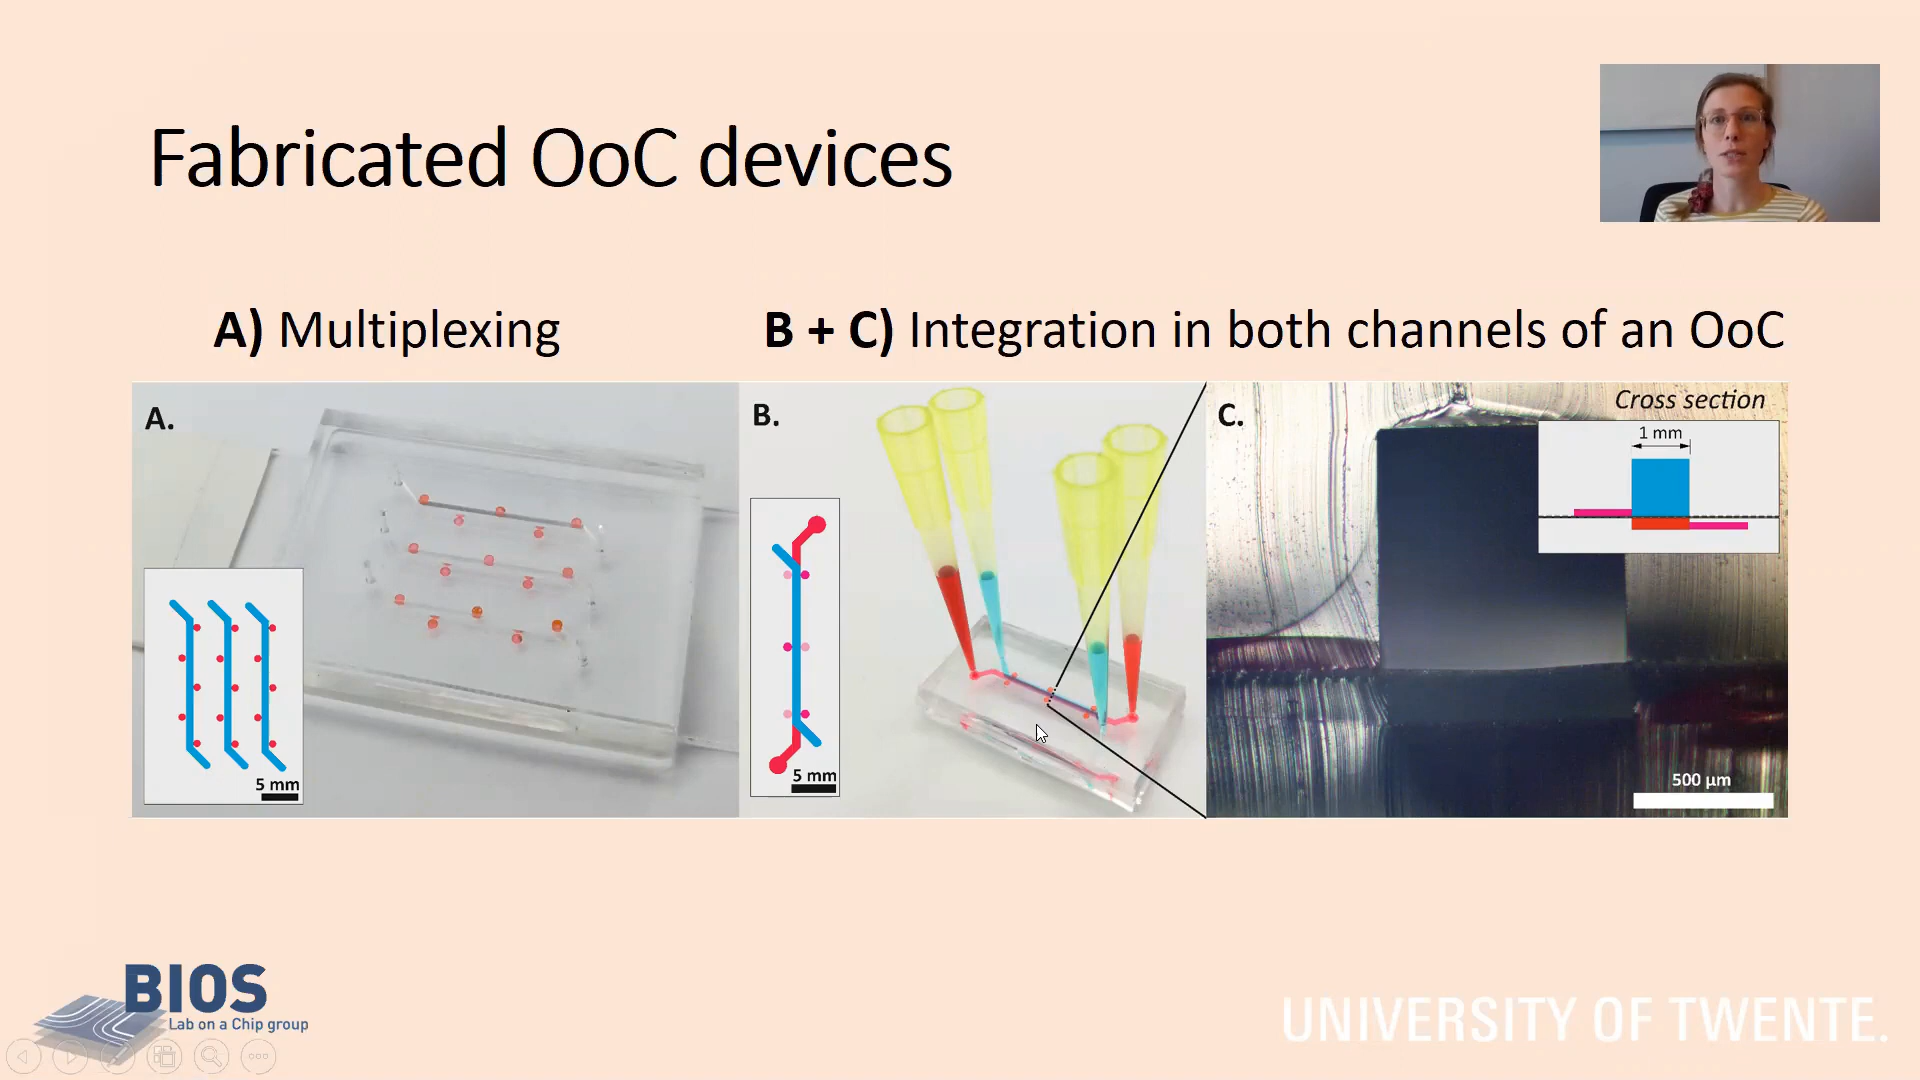 Fabricated OoC devices
A) Multiplexing
B + C) Integration in both channels of an OoC
A.
5 mm
B.
5 mm
C.
Cross section
1 mm
500 µm
BIOS
Lab on a Chip group
UNIVERSITY OF TWENTE.